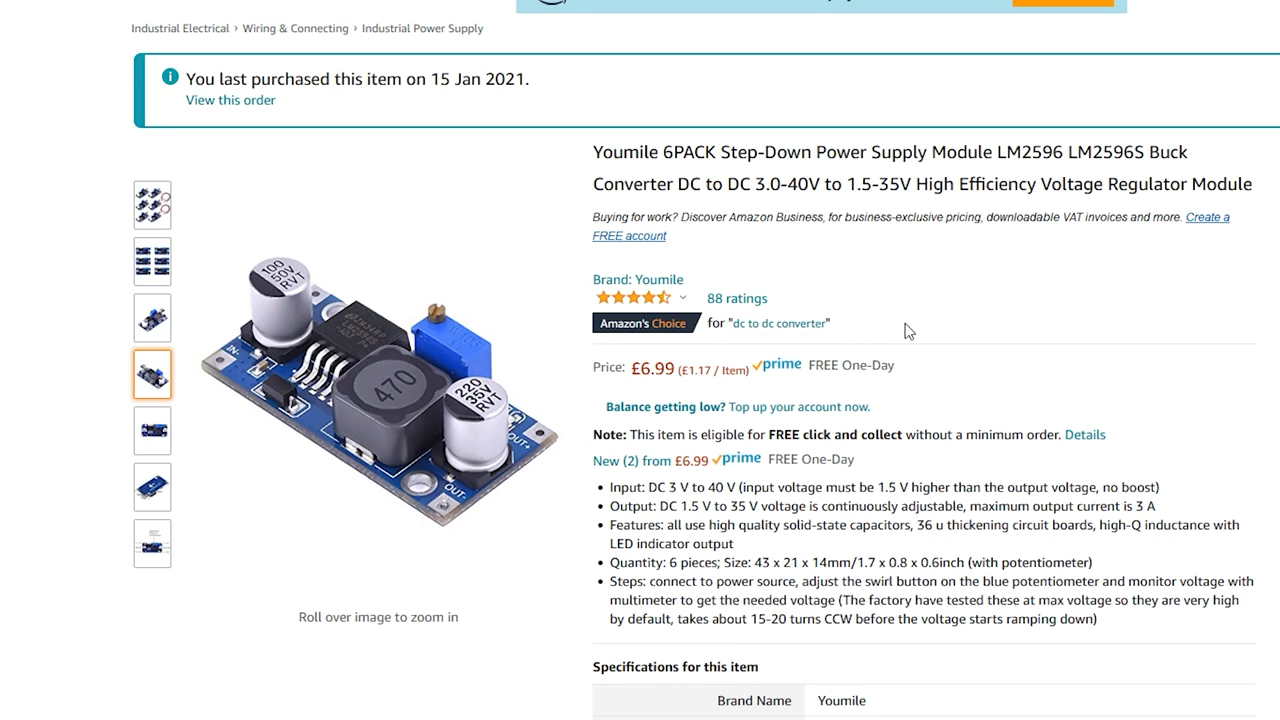 Industrial Electrical › Wiring & Connecting › Industrial Power Supply
You last purchased this item on 15 Jan 2021.
View this order
Youmile 6PACK Step-Down Power Supply Module LM2596 LM2596S Buck
Converter DC to DC 3.0-40V to 1.5-35V High Efficiency Voltage Regulator Module
Buying for work? Discover Amazon Business, for business-exclusive pricing, downloadable VAT invoices and more. Create a
FREE account
Brand: Youmile
88 ratings
Amazon's Choice for "dc to dc converter"
Price: £6.99 (£1.17 / Item) prime FREE One-Day
Balance getting low? Top up your account now.
Note: This item is eligible for FREE click and collect without a minimum order. Details
New (2) from £6.99 prime FREE One-Day
• Input: DC 3 V to 40 V (input voltage must be 1.5 V higher than the output voltage, no boost)
• Output: DC 1.5 V to 35 V voltage is continuously adjustable, maximum output current is 3 A
• Features: all use high quality solid-state capacitors, 36 u thickening circuit boards, high-Q inductance with
LED indicator output
• Quantity: 6 pieces; Size: 43 x 21 x 14mm/1.7 x 0.8 x 0.6inch (with potentiometer)
• Steps: connect to power source, adjust the swirl button on the blue potentiometer and monitor voltage with
multimeter to get the needed voltage (The factory have tested these at max voltage so they are very high
by default, takes about 15-20 turns CCW before the voltage starts ramping down)
Specifications for this item
Brand Name Youmile
100
50V
RVT
IN-
LM2596S
470
220
35V
RVT
OUT+
OUT-
Roll over image to zoom in